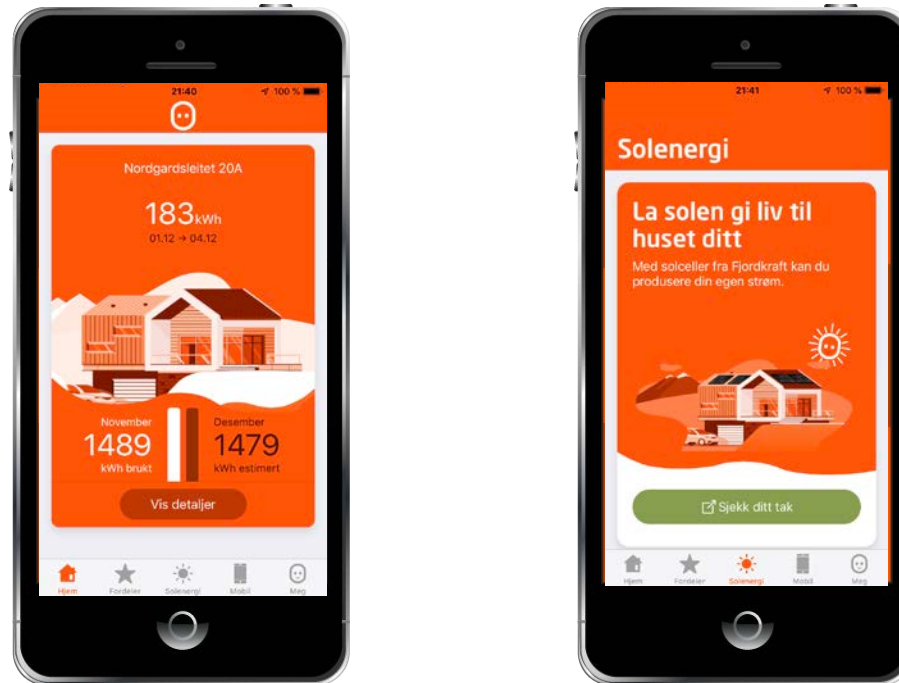 21:40
100 %
Nordgardsleitet 20A
183 kWh
01.12 → 04.12
November
1489
kWh brukt
Desember
1479
kWh estimert
Vis detaljer
Hjem
Fordeler
Solenergi
Mobil
Meg
21:41
100 %
Solenergi
La solen gi liv til
huset ditt
Med solceller fra Fjordkraft kan du
produsere din egen strøm.
Sjekk ditt tak
Hjem
Fordeler
Solenergi
Mobil
Meg